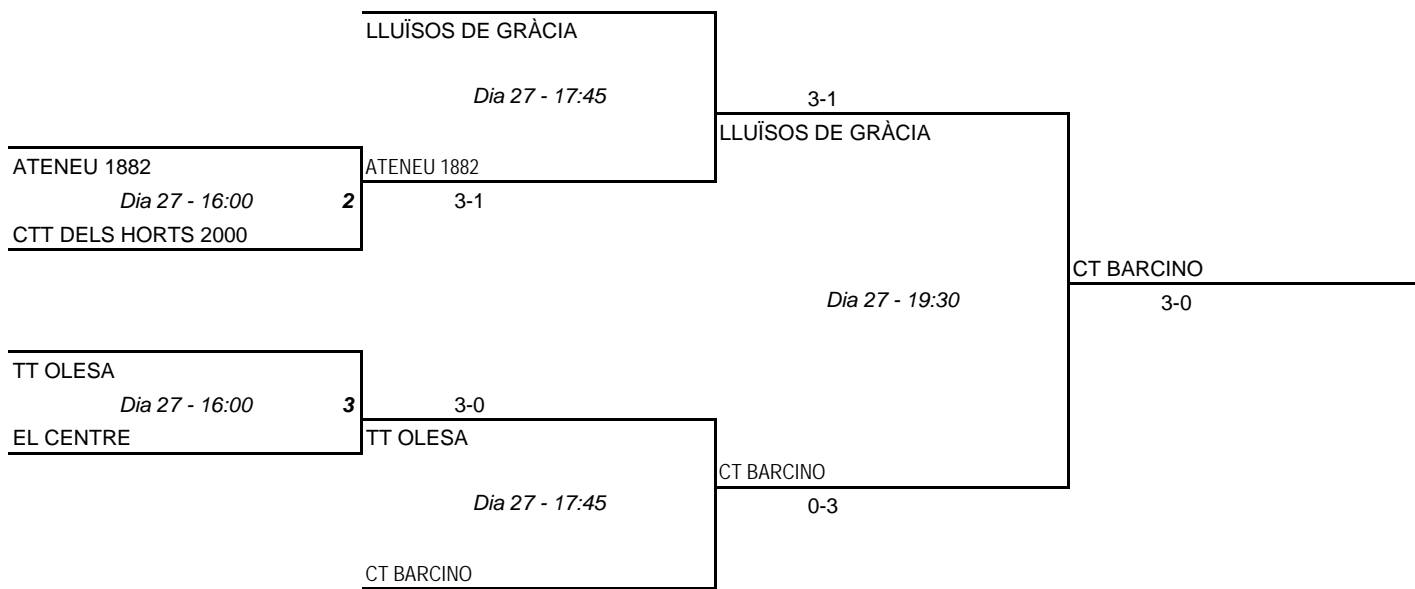 LLUÏSOS DE GRÀCIA
Dia 27 - 17:45
3-1
LLUÏSOS DE GRÀCIA
ATENEU 1882
ATENEU 1882
Dia 27 - 16:00
2
3-1
CTT DELS HORTS 2000
CT BARCINO
Dia 27 - 19:30
3-0
TT OLESA
Dia 27 - 16:00
3
3-0
EL CENTRE
TT OLESA
CT BARCINO
Dia 27 - 17:45
0-3
CT BARCINO